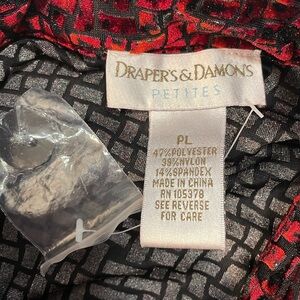 DRAPER'S & DAMON'S
PETITES
PL
47%POLYESTER
39%NYLON
14%SPANDEX
MADE IN CHINA
RN 105378
SEE REVERSE
FOR CARE